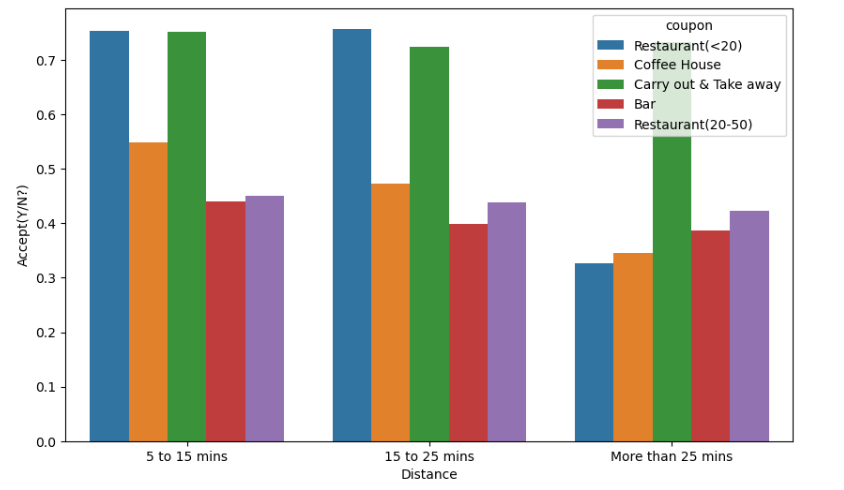 coupon
Restaurant(<20)
Coffee House
Carry out & Take away
Bar
Restaurant(20-50)
Accept(Y/N?)
0.7
0.6
0.5
0.4
0.3
0.2
0.1
0.0
5 to 15 mins
15 to 25 mins
More than 25 mins
Distance